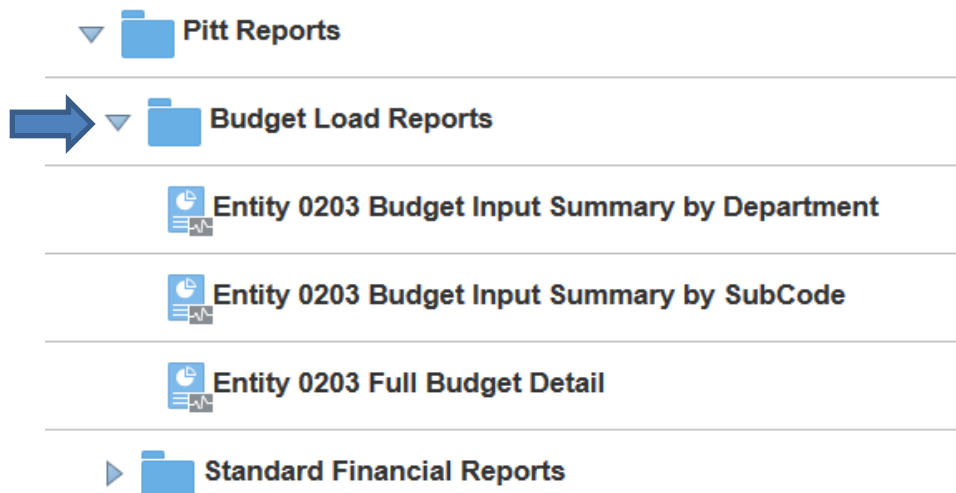 Pitt Reports
Budget Load Reports
Entity 0203 Budget Input Summary by Department
Entity 0203 Budget Input Summary by SubCode
Entity 0203 Full Budget Detail
Standard Financial Reports